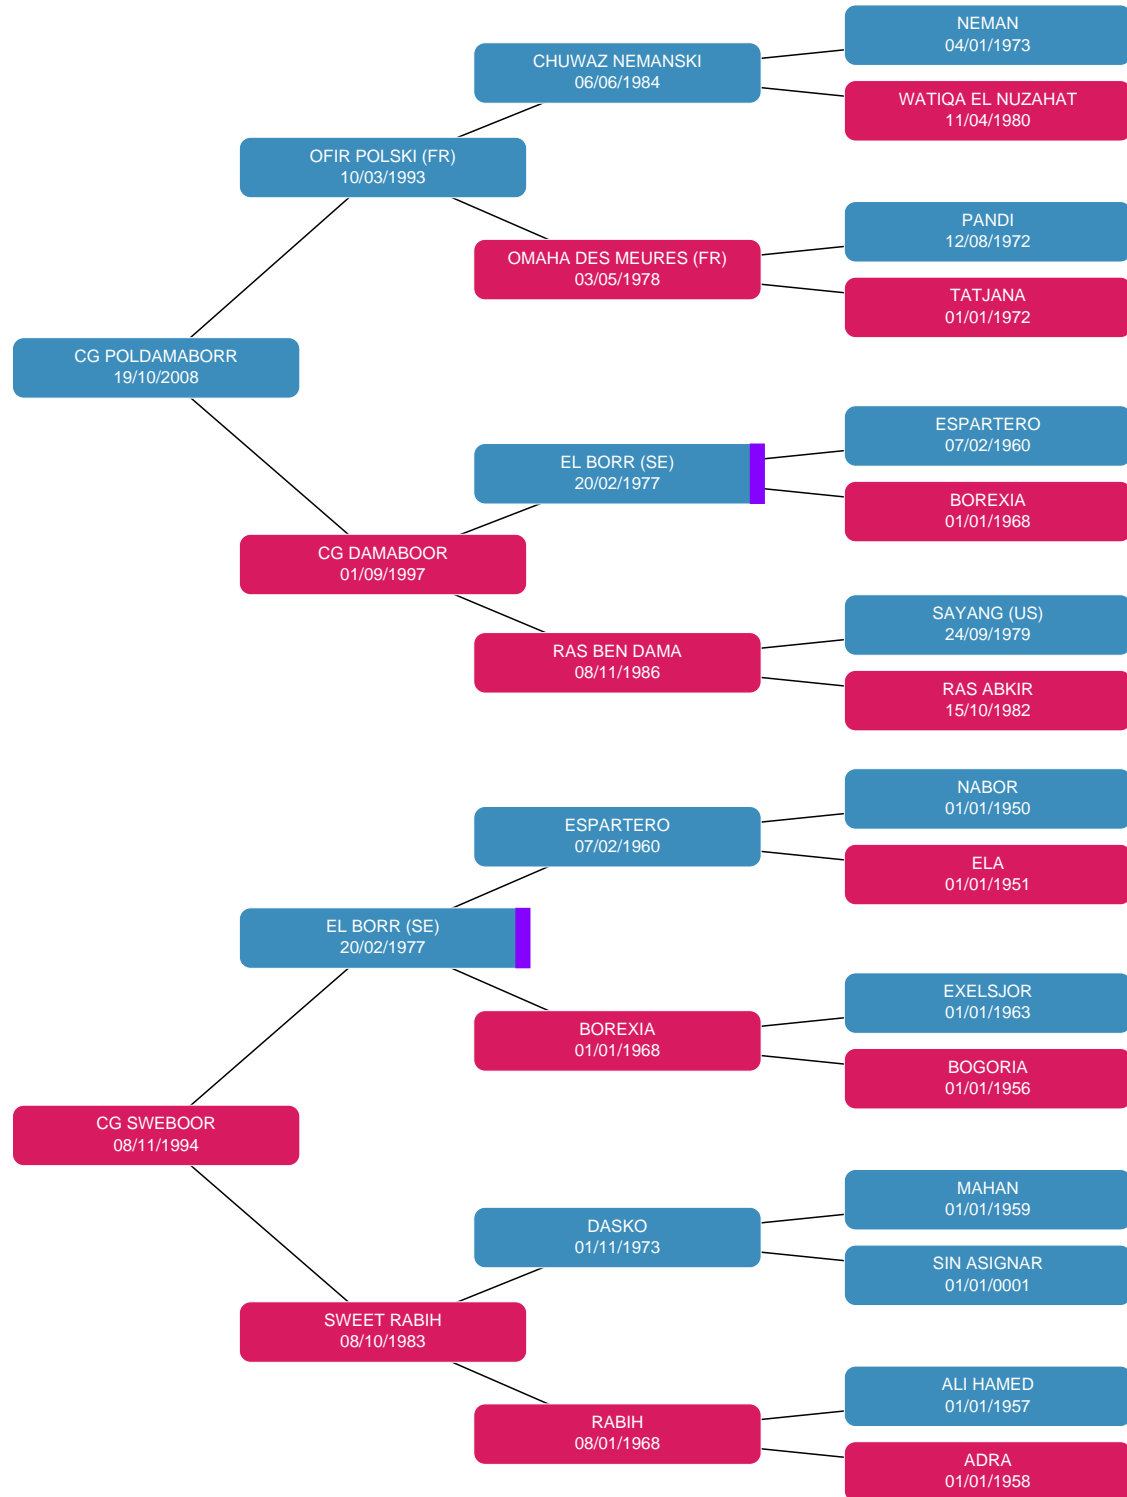 NEMAN
04/01/1973
CHUWAZ NEMANSKI
06/06/1984
WATIQA EL NUZAHAT
11/04/1980
OFIR POLSKI (FR)
10/03/1993
PANDI
12/08/1972
OMAHA DES MEURES (FR)
03/05/1978
TATJANA
01/01/1972
CG POLDAMABORR
19/10/2008
ESPARTERO
07/02/1960
EL BORR (SE)
20/02/1977
BOREXIA
01/01/1968
CG DAMABOOR
01/09/1997
SAYANG (US)
24/09/1979
RAS BEN DAMA
08/11/1986
RAS ABKIR
15/10/1982
NABOR
01/01/1950
ESPARTERO
07/02/1960
ELA
01/01/1951
EL BORR (SE)
20/02/1977
EXELSJOR
01/01/1963
BOREXIA
01/01/1968
BOGORIA
01/01/1956
CG SWEBOOR
08/11/1994
MAHAN
01/01/1959
DASKO
01/11/1973
SIN ASIGNAR
01/01/0001
SWEET RABIH
08/10/1983
ALI HAMED
01/01/1957
RABIH
08/01/1968
ADRA
01/01/1958